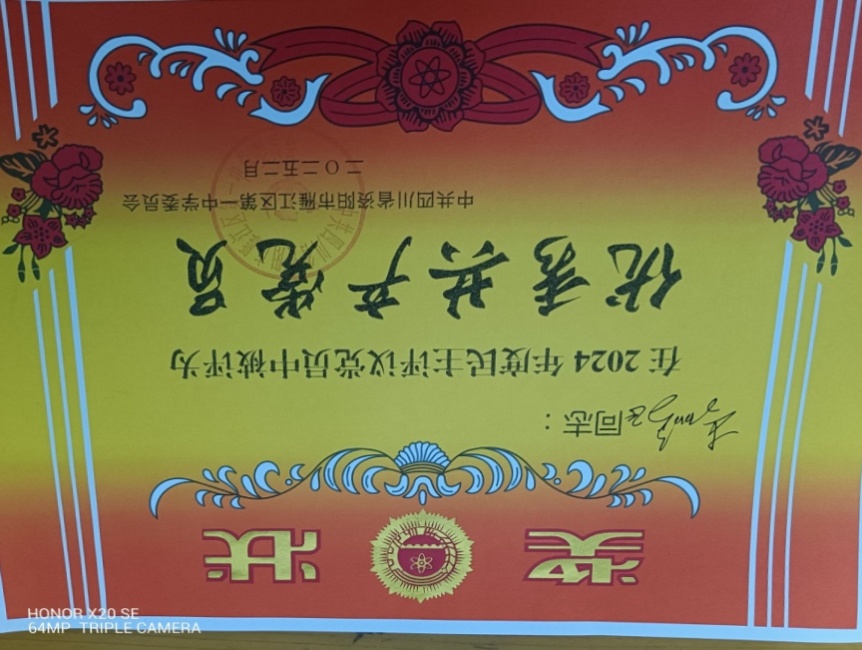 奖状
同志：
在2024年度民主评议党员中被评为
优秀共产党员
中共四川省资阳市雁江区第一中学委员会
二〇二五二月
HONOR X20 SE
64MP TRIPLE CAMERA